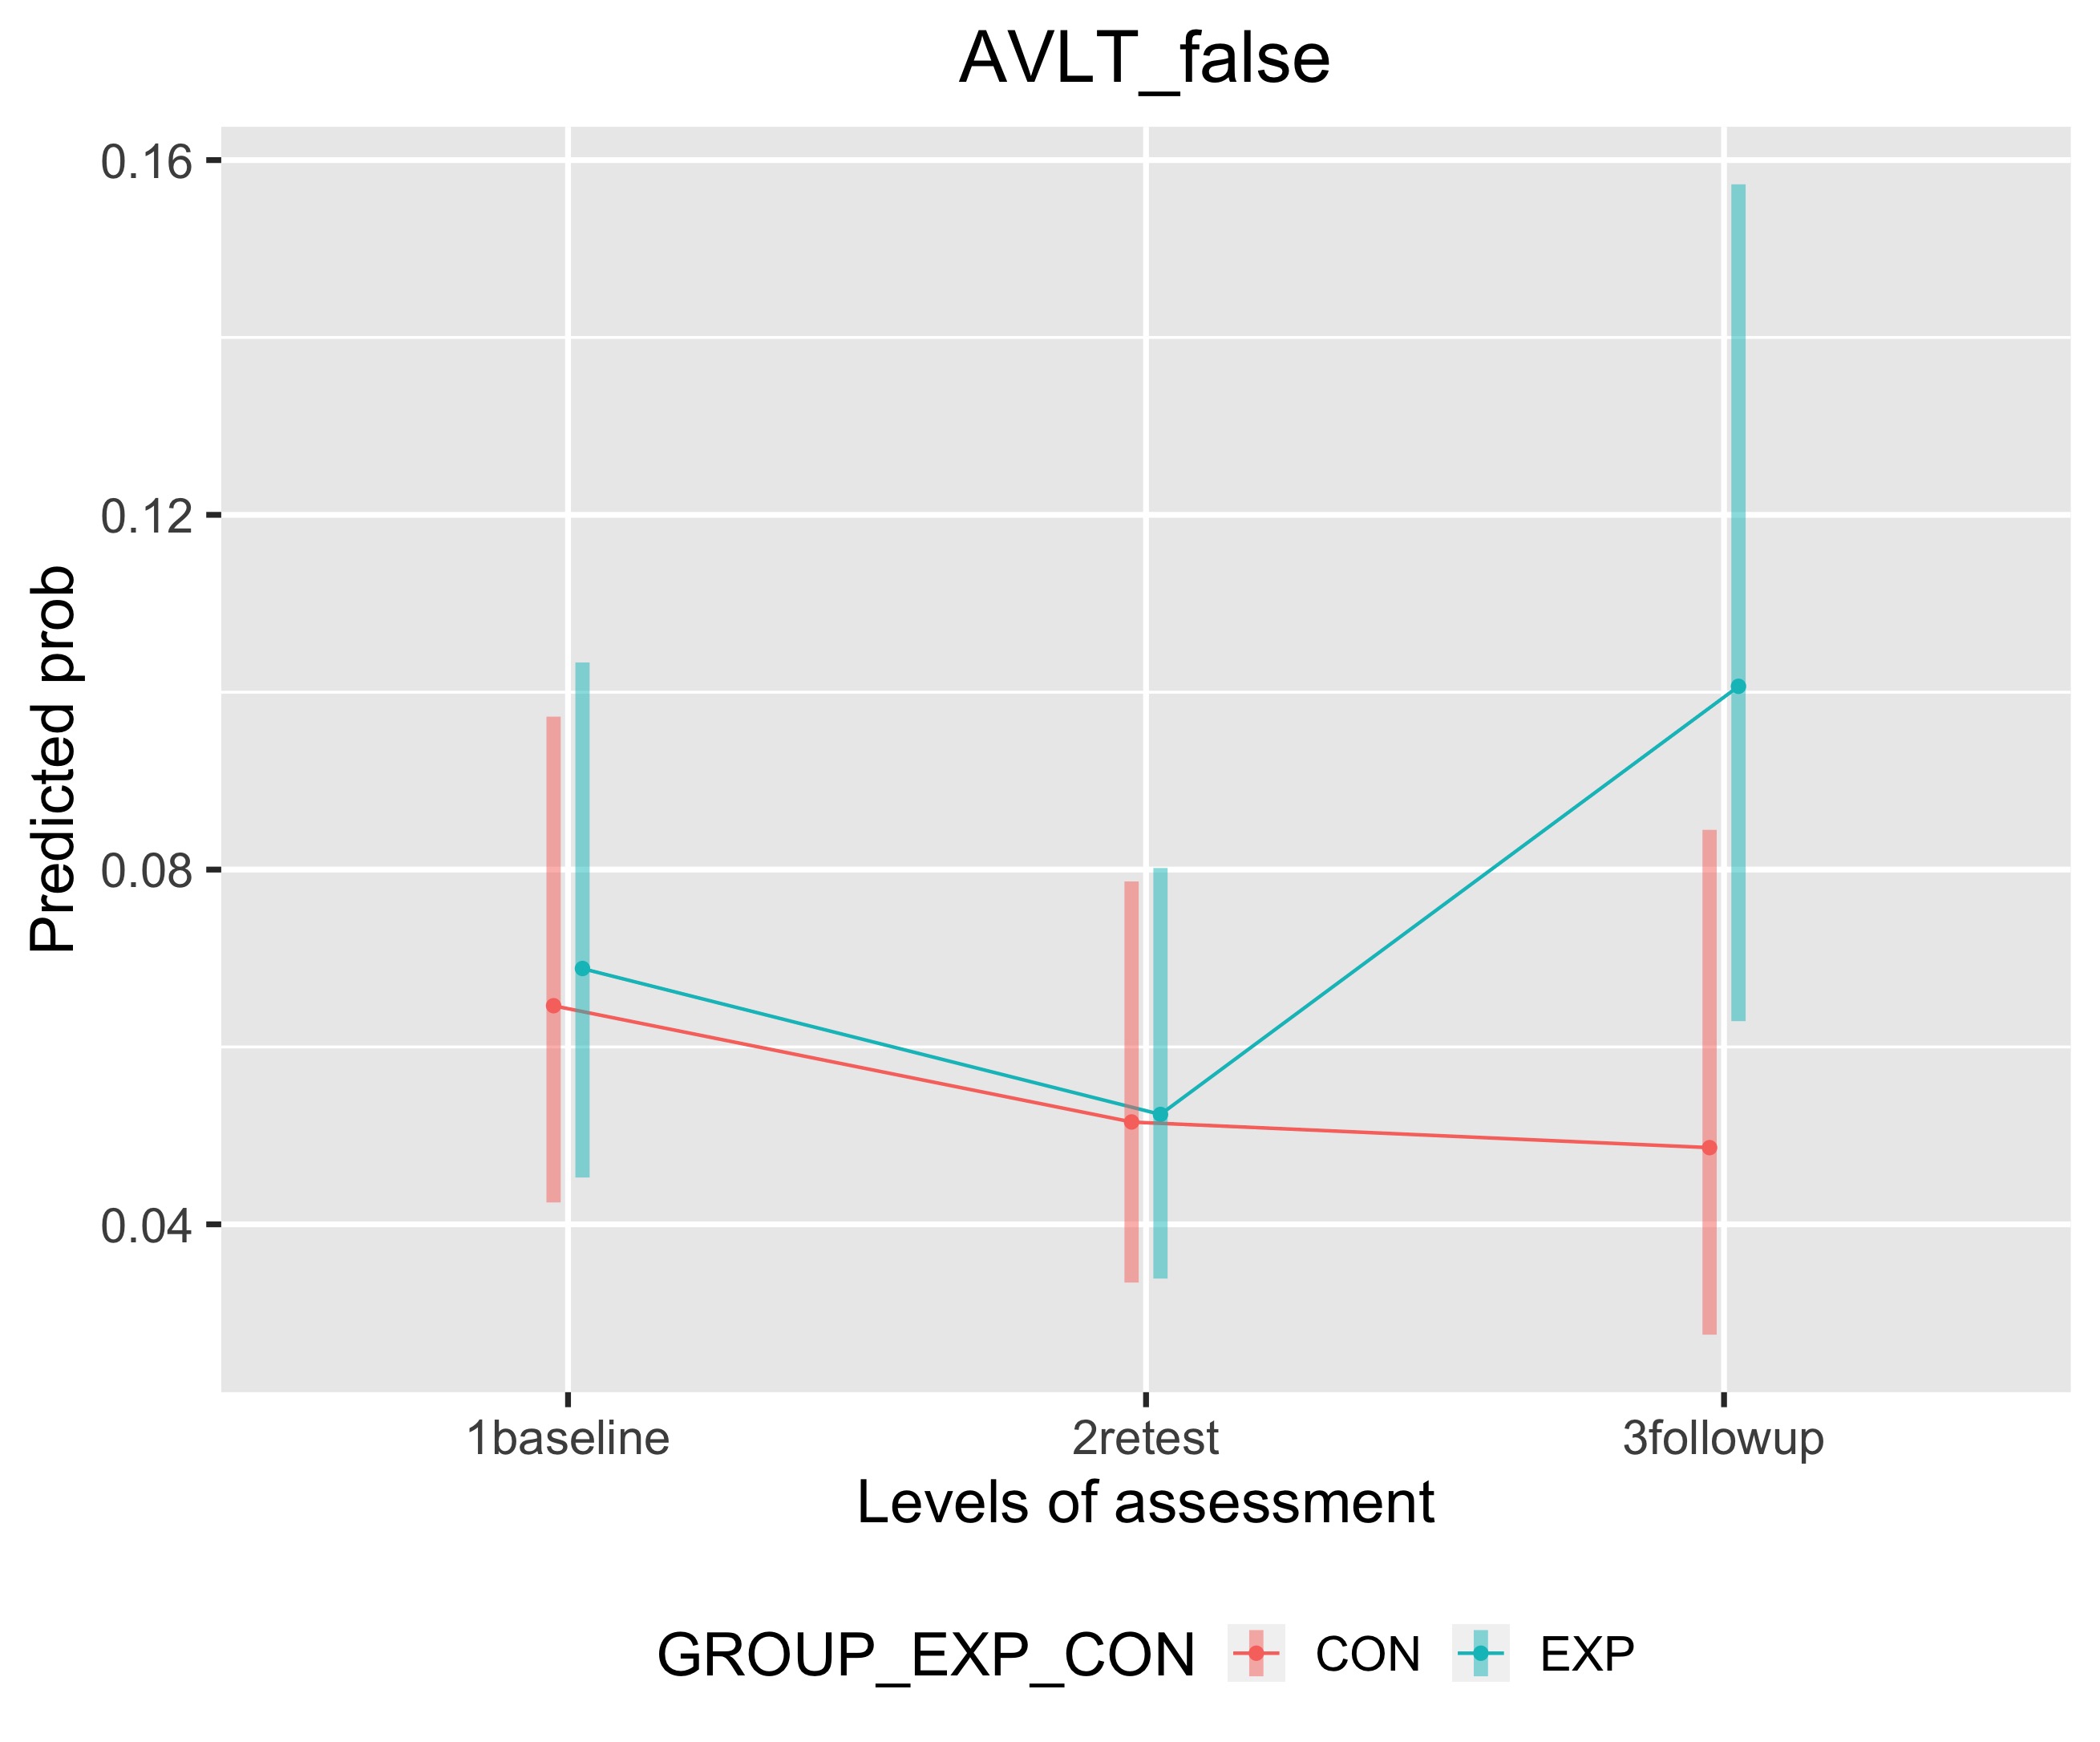 AVLT_false
0.16
0.12
0.08
0.04
Predicted prob
1baseline 2retest 3followup
Levels of assessment
GROUP_EXP_CON CON EXP